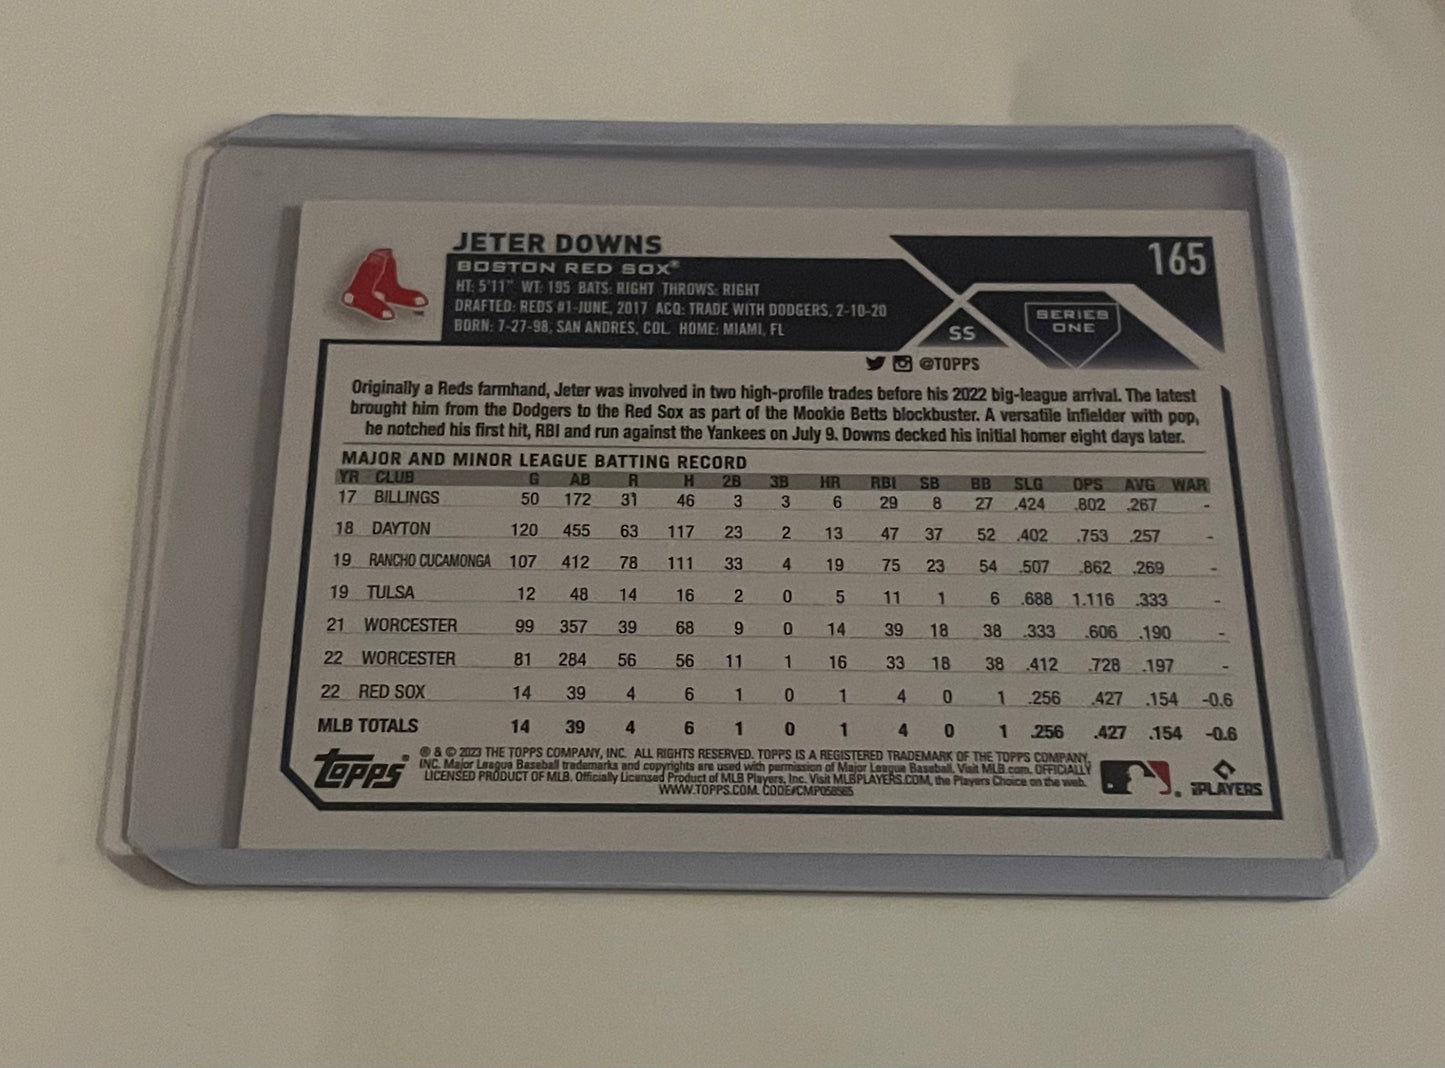 JETER DOWNS
BOSTON RED SOX®
165
HT: 5'11" WT: 195 BATS: RIGHT THROWS: RIGHT
DRAFTED: REDS #1-JUNE, 2017 ACQ: TRADE WITH DODGERS, 2-10-20
BORN: 7-27-98, SAN ANDRES, COL. HOME: MIAMI, FL
SS
SERIES
ONE
@TOPPS
Originally a Reds farmhand, Jeter was involved in two high-profile trades before his 2022 big-league arrival. The latest
brought him from the Dodgers to the Red Sox as part of the Mookie Betts blockbuster. A versatile infielder with pop,
he notched his first hit, RBI and run against the Yankees on July 9. Downs decked his initial homer eight days later.
MAJOR AND MINOR LEAGUE BATTING RECORD
YR CLUB G AB R H 2B 3B HR RBI SB BB SLG OPS AVG WAR
17 BILLINGS 50 172 31 46 3 3 6 29 8 27 .424 .802 .267 -
18 DAYTON 120 455 63 117 23 2 13 47 37 52 .402 .753 .257 -
19 RANCHO CUCAMONGA 107 412 78 111 33 4 19 75 23 54 .507 .862 .269 -
19 TULSA 12 48 14 16 2 0 5 11 1 6 .688 1.116 .333 -
21 WORCESTER 99 357 39 68 9 0 14 39 18 38 .333 .606 .190 -
22 WORCESTER 81 284 56 56 11 1 16 33 18 38 .412 .728 .197 -
22 RED SOX 14 39 4 6 1 0 1 4 0 1 .256 .427 .154 -0.6
MLB TOTALS 14 39 4 6 1 0 1 4 0 1 .256 .427 .154 -0.6
Topps®
® & © 2023 THE TOPPS COMPANY, INC. ALL RIGHTS RESERVED. TOPPS IS A REGISTERED TRADEMARK OF THE TOPPS COMPANY,
INC. Major League Baseball trademarks and copyrights are used with permission of Major League Baseball. Visit MLB.com. OFFICIALLY
LICENSED PRODUCT OF MLB. Officially Licensed Product of MLB Players, Inc. Visit MLBPLAYERS.COM, the Players Choice on the web.
WWW.TOPPS.COM. CODE#CMP058565
PLAYERS